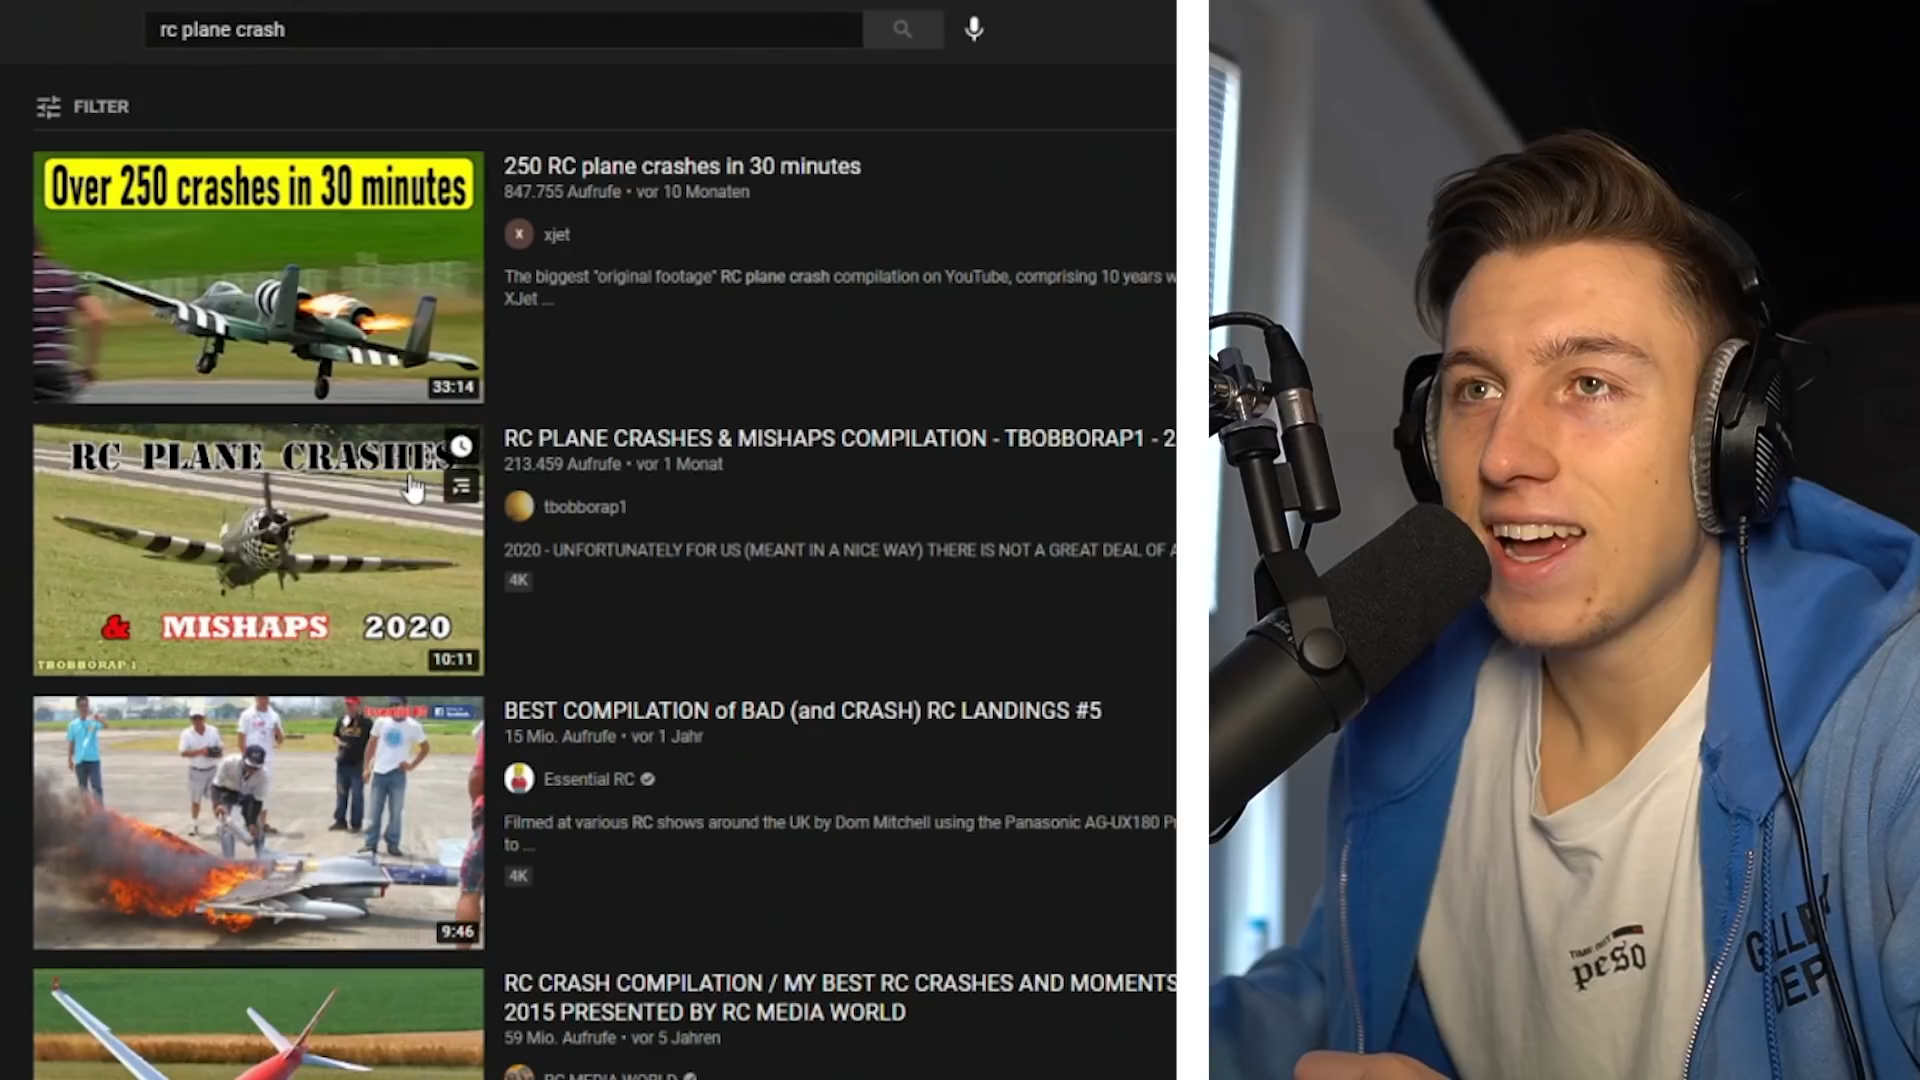 rc plane crash
FILTER
Over 250 crashes in 30 minutes
33:14
250 RC plane crashes in 30 minutes
847.755 Aufrufe • vor 10 Monaten
X
xjet
The biggest "original footage" RC plane crash compilation on YouTube, comprising 10 years
XJet ...
RC PLANE CRASHES
& MISHAPS 2020
TBOBBORAP1
10:11
RC PLANE CRASHES & MISHAPS COMPILATION - TBOBBORAP1 - 2
213.459 Aufrufe • vor 1 Monat
tbobborap1
2020 - UNFORTUNATELY FOR US (MEANT IN A NICE WAY) THERE IS NOT A GREAT DEAL OF
4K
9:46
BEST COMPILATION of BAD (and CRASH) RC LANDINGS #5
15 Mio. Aufrufe • vor 1 Jahr
Essential RC
Filmed at various RC shows around the UK by Dom Mitchell using the Panasonic AG-UX180
to ...
4K
RC CRASH COMPILATION / MY BEST RC CRASHES AND MOMENTS
2015 PRESENTED BY RC MEDIA WORLD
59 Mio. Aufrufe • vor 5 Jahren
RC MEDIA WORLD
peso